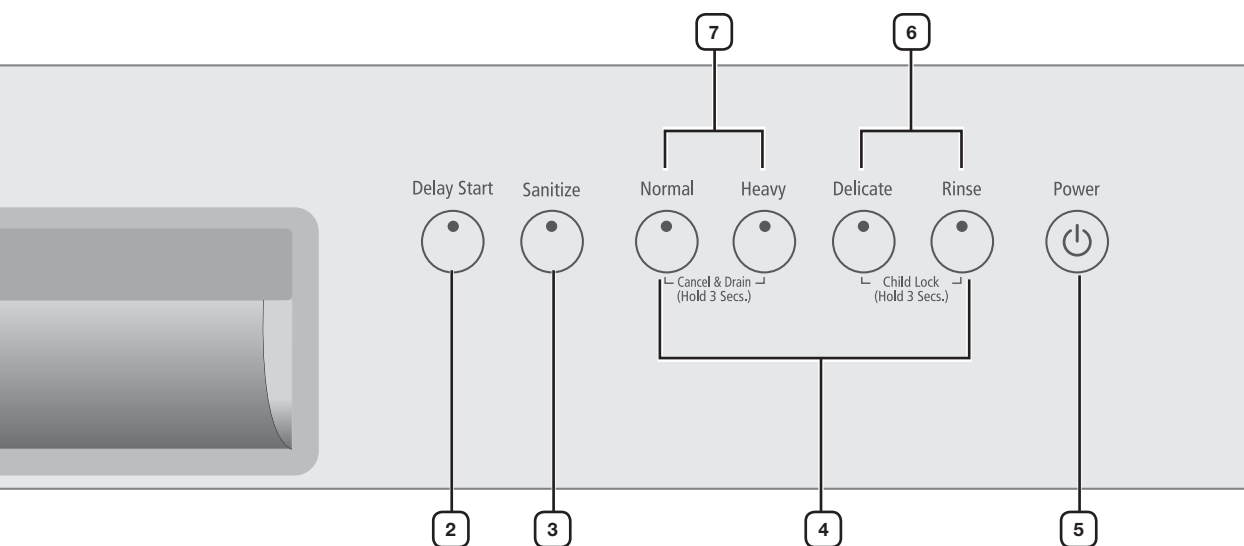 7 6
Delay Start Sanitize Normal Heavy Delicate Rinse Power
Cancel & Drain
(Hold 3 Secs.)
Child Lock
(Hold 3 Secs.)
2 3 4 5